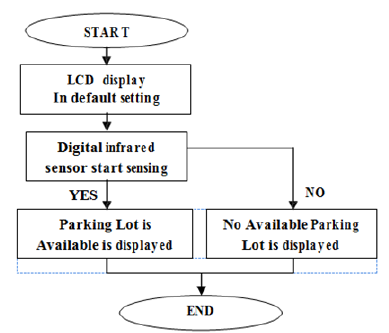 START
LCD display
In default setting
Digital infrared
sensor start sensing
YES
NO
Parking Lot is
Available is displayed
No Available Parking
Lot is displayed
END